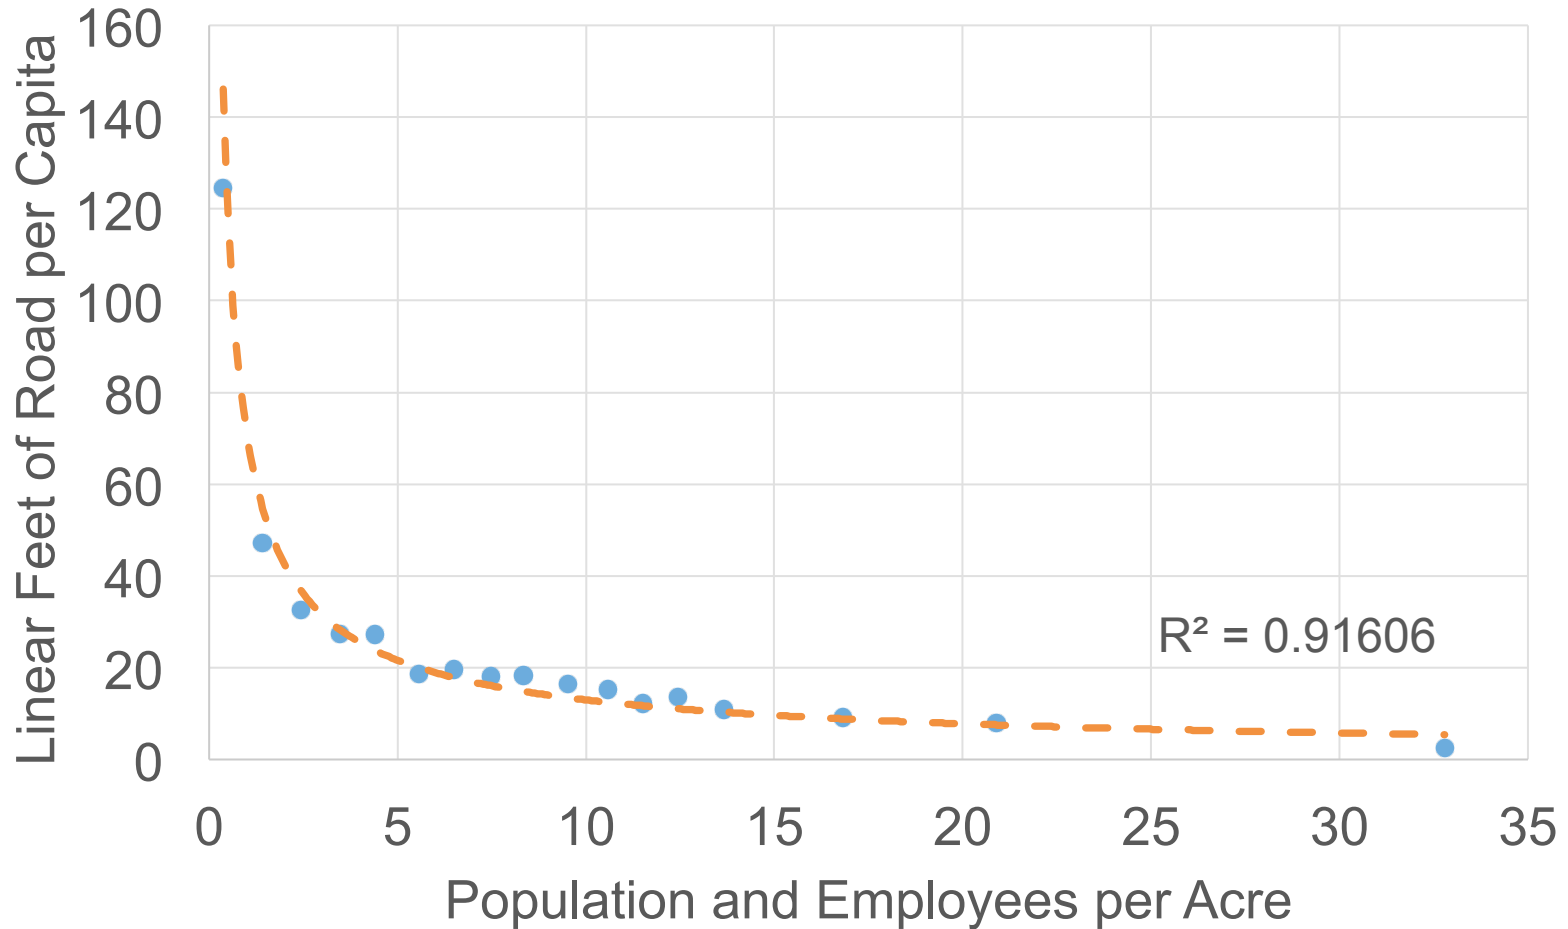 Linear Feet of Road per Capita
160
140
120
100
80
60
40
20
0
R² = 0.91606
0 5 10 15 20 25 30 35
Population and Employees per Acre